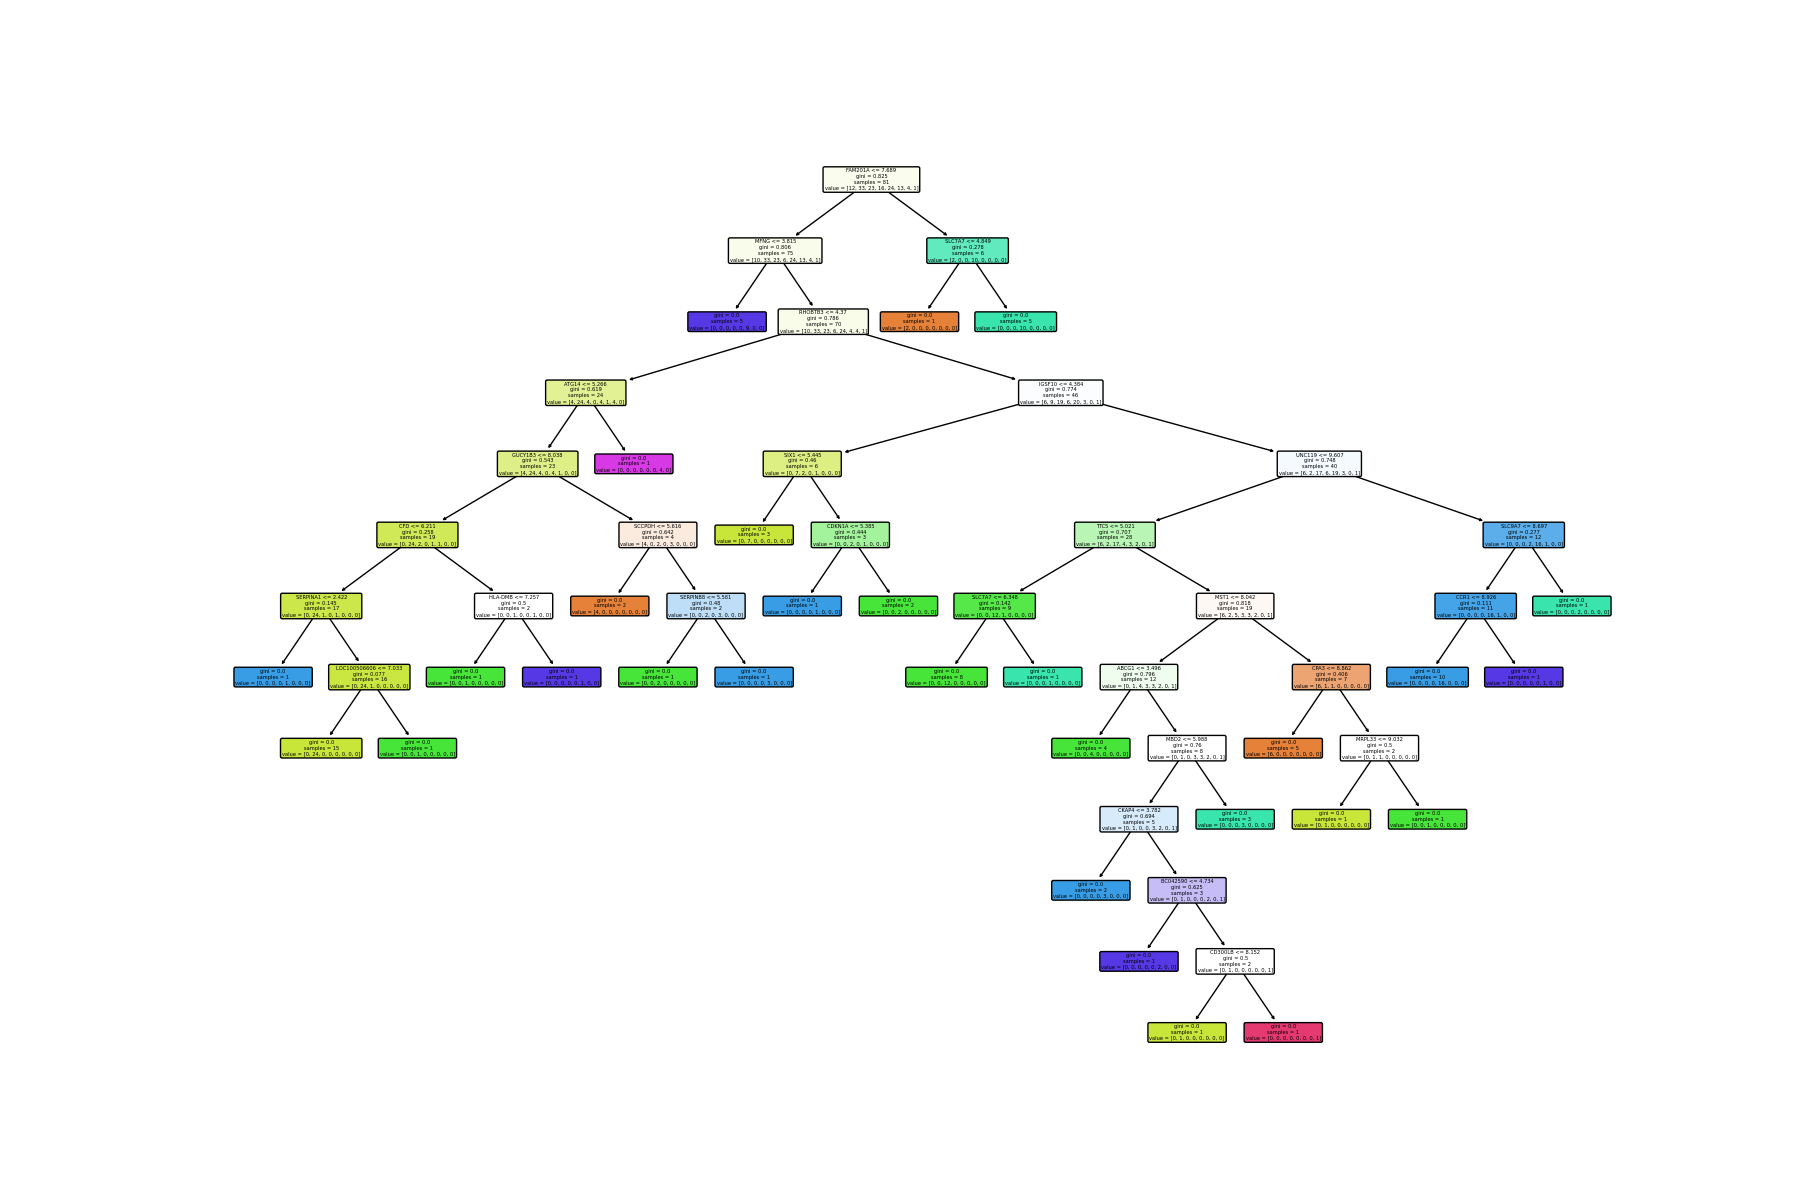 FAM201A <= 7.689
gini = 0.825
samples = 81
value = [12, 33, 23, 16, 24, 13, 4, 1]
MFNG <= 3.815
gini = 0.806
samples = 75
value = [10, 33, 23, 6, 24, 13, 4, 1]
SLC7A7 <= 4.849
gini = 0.278
samples = 6
value = [2, 0, 0, 10, 0, 0, 0, 0]
gini = 0.0
samples = 5
value = [0, 0, 0, 0, 0, 9, 0, 0]
RHOBTB3 <= 4.37
gini = 0.786
samples = 70
value = [10, 33, 23, 6, 24, 4, 4, 1]
gini = 0.0
samples = 1
value = [2, 0, 0, 0, 0, 0, 0, 0]
gini = 0.0
samples = 5
value = [0, 0, 0, 10, 0, 0, 0, 0]
ATG14 <= 5.266
gini = 0.619
samples = 24
value = [4, 24, 4, 0, 4, 1, 4, 0]
IGSF10 <= 4.384
gini = 0.774
samples = 46
value = [6, 9, 19, 6, 20, 3, 0, 1]
GUCY1B3 <= 8.038
gini = 0.543
samples = 23
value = [4, 24, 4, 0, 4, 1, 0, 0]
gini = 0.0
samples = 1
value = [0, 0, 0, 0, 0, 0, 4, 0]
SIX1 <= 5.445
gini = 0.46
samples = 6
value = [0, 7, 2, 0, 1, 0, 0, 0]
UNC119 <= 9.607
gini = 0.748
samples = 40
value = [6, 2, 17, 6, 19, 3, 0, 1]
CFD <= 6.211
gini = 0.258
samples = 19
value = [0, 24, 2, 0, 1, 1, 0, 0]
SCCPDH <= 5.616
gini = 0.642
samples = 4
value = [4, 0, 2, 0, 3, 0, 0, 0]
gini = 0.0
samples = 3
value = [0, 7, 0, 0, 0, 0, 0, 0]
CDKN1A <= 5.385
gini = 0.444
samples = 3
value = [0, 0, 2, 0, 1, 0, 0, 0]
TTC5 <= 5.021
gini = 0.707
samples = 28
value = [6, 2, 17, 4, 3, 2, 0, 1]
SLC9A7 <= 8.697
gini = 0.277
samples = 12
value = [0, 0, 0, 2, 16, 1, 0, 0]
SERPINA1 <= 2.422
gini = 0.145
samples = 17
value = [0, 24, 1, 0, 1, 0, 0, 0]
HLA-DMB <= 7.257
gini = 0.5
samples = 2
value = [0, 0, 1, 0, 0, 1, 0, 0]
gini = 0.0
samples = 2
value = [4, 0, 0, 0, 0, 0, 0, 0]
SERPINB8 <= 5.581
gini = 0.48
samples = 2
value = [0, 0, 2, 0, 3, 0, 0, 0]
gini = 0.0
samples = 1
value = [0, 0, 0, 0, 1, 0, 0, 0]
gini = 0.0
samples = 2
value = [0, 0, 2, 0, 0, 0, 0, 0]
SLC7A7 <= 6.348
gini = 0.142
samples = 9
value = [0, 0, 12, 1, 0, 0, 0, 0]
MST1 <= 8.042
gini = 0.816
samples = 19
value = [6, 2, 5, 3, 3, 2, 0, 1]
CCR1 <= 8.926
gini = 0.111
samples = 11
value = [0, 0, 0, 0, 16, 1, 0, 0]
gini = 0.0
samples = 1
value = [0, 0, 0, 2, 0, 0, 0, 0]
gini = 0.0
samples = 1
value = [0, 0, 0, 0, 1, 0, 0, 0]
LOC100506606 <= 7.033
gini = 0.077
samples = 16
value = [0, 24, 1, 0, 0, 0, 0, 0]
gini = 0.0
samples = 1
value = [0, 0, 1, 0, 0, 0, 0, 0]
gini = 0.0
samples = 1
value = [0, 0, 0, 0, 0, 1, 0, 0]
gini = 0.0
samples = 1
value = [0, 0, 2, 0, 0, 0, 0, 0]
gini = 0.0
samples = 1
value = [0, 0, 0, 0, 3, 0, 0, 0]
gini = 0.0
samples = 8
value = [0, 0, 12, 0, 0, 0, 0, 0]
gini = 0.0
samples = 1
value = [0, 0, 0, 1, 0, 0, 0, 0]
ABCG1 <= 3.496
gini = 0.796
samples = 12
value = [0, 1, 4, 3, 3, 2, 0, 1]
CPA3 <= 8.862
gini = 0.406
samples = 7
value = [6, 1, 1, 0, 0, 0, 0, 0]
gini = 0.0
samples = 10
value = [0, 0, 0, 0, 16, 0, 0, 0]
gini = 0.0
samples = 1
value = [0, 0, 0, 0, 0, 1, 0, 0]
gini = 0.0
samples = 15
value = [0, 24, 0, 0, 0, 0, 0, 0]
gini = 0.0
samples = 1
value = [0, 0, 1, 0, 0, 0, 0, 0]
gini = 0.0
samples = 4
value = [0, 0, 4, 0, 0, 0, 0, 0]
MBD2 <= 5.988
gini = 0.76
samples = 8
value = [0, 1, 0, 3, 3, 2, 0, 1]
gini = 0.0
samples = 5
value = [6, 0, 0, 0, 0, 0, 0, 0]
MRPL33 <= 9.032
gini = 0.5
samples = 2
value = [0, 1, 1, 0, 0, 0, 0, 0]
CKAP4 <= 3.782
gini = 0.694
samples = 5
value = [0, 1, 0, 0, 3, 2, 0, 1]
gini = 0.0
samples = 3
value = [0, 0, 0, 3, 0, 0, 0, 0]
gini = 0.0
samples = 1
value = [0, 1, 0, 0, 0, 0, 0, 0]
gini = 0.0
samples = 1
value = [0, 0, 1, 0, 0, 0, 0, 0]
gini = 0.0
samples = 2
value = [0, 0, 0, 0, 3, 0, 0, 0]
BC042590 <= 4.734
gini = 0.625
samples = 3
value = [0, 1, 0, 0, 0, 2, 0, 1]
gini = 0.0
samples = 1
value = [0, 0, 0, 0, 0, 2, 0, 0]
CD300LB <= 8.152
gini = 0.5
samples = 2
value = [0, 1, 0, 0, 0, 0, 0, 1]
gini = 0.0
samples = 1
value = [0, 1, 0, 0, 0, 0, 0, 0]
gini = 0.0
samples = 1
value = [0, 0, 0, 0, 0, 0, 0, 1]